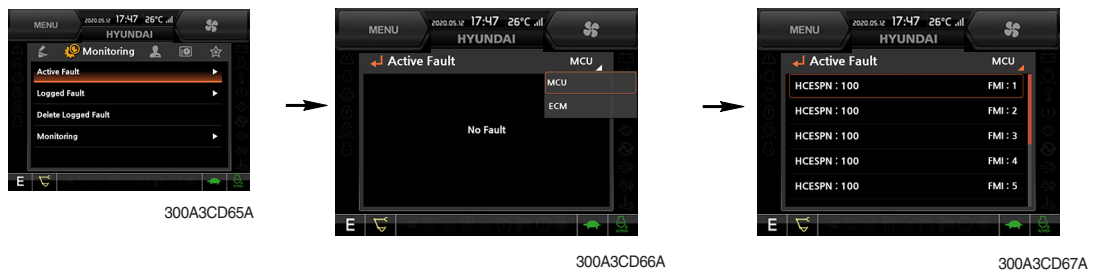 MENU
2020.05.12 17:47 26°C
HYUNDAI
Monitoring
Active Fault
Logged Fault
Delete Logged Fault
Monitoring
E
300A3CD65A
MENU
2020.05.12 17:47 26°C
HYUNDAI
Active Fault MCU
MCU
ECM
No Fault
E
300A3CD66A
MENU
2020.05.12 17:47 26°C
HYUNDAI
Active Fault MCU
HCESPN : 100 FMI : 1
HCESPN : 100 FMI : 2
HCESPN : 100 FMI : 3
HCESPN : 100 FMI : 4
HCESPN : 100 FMI : 5
E
300A3CD67A